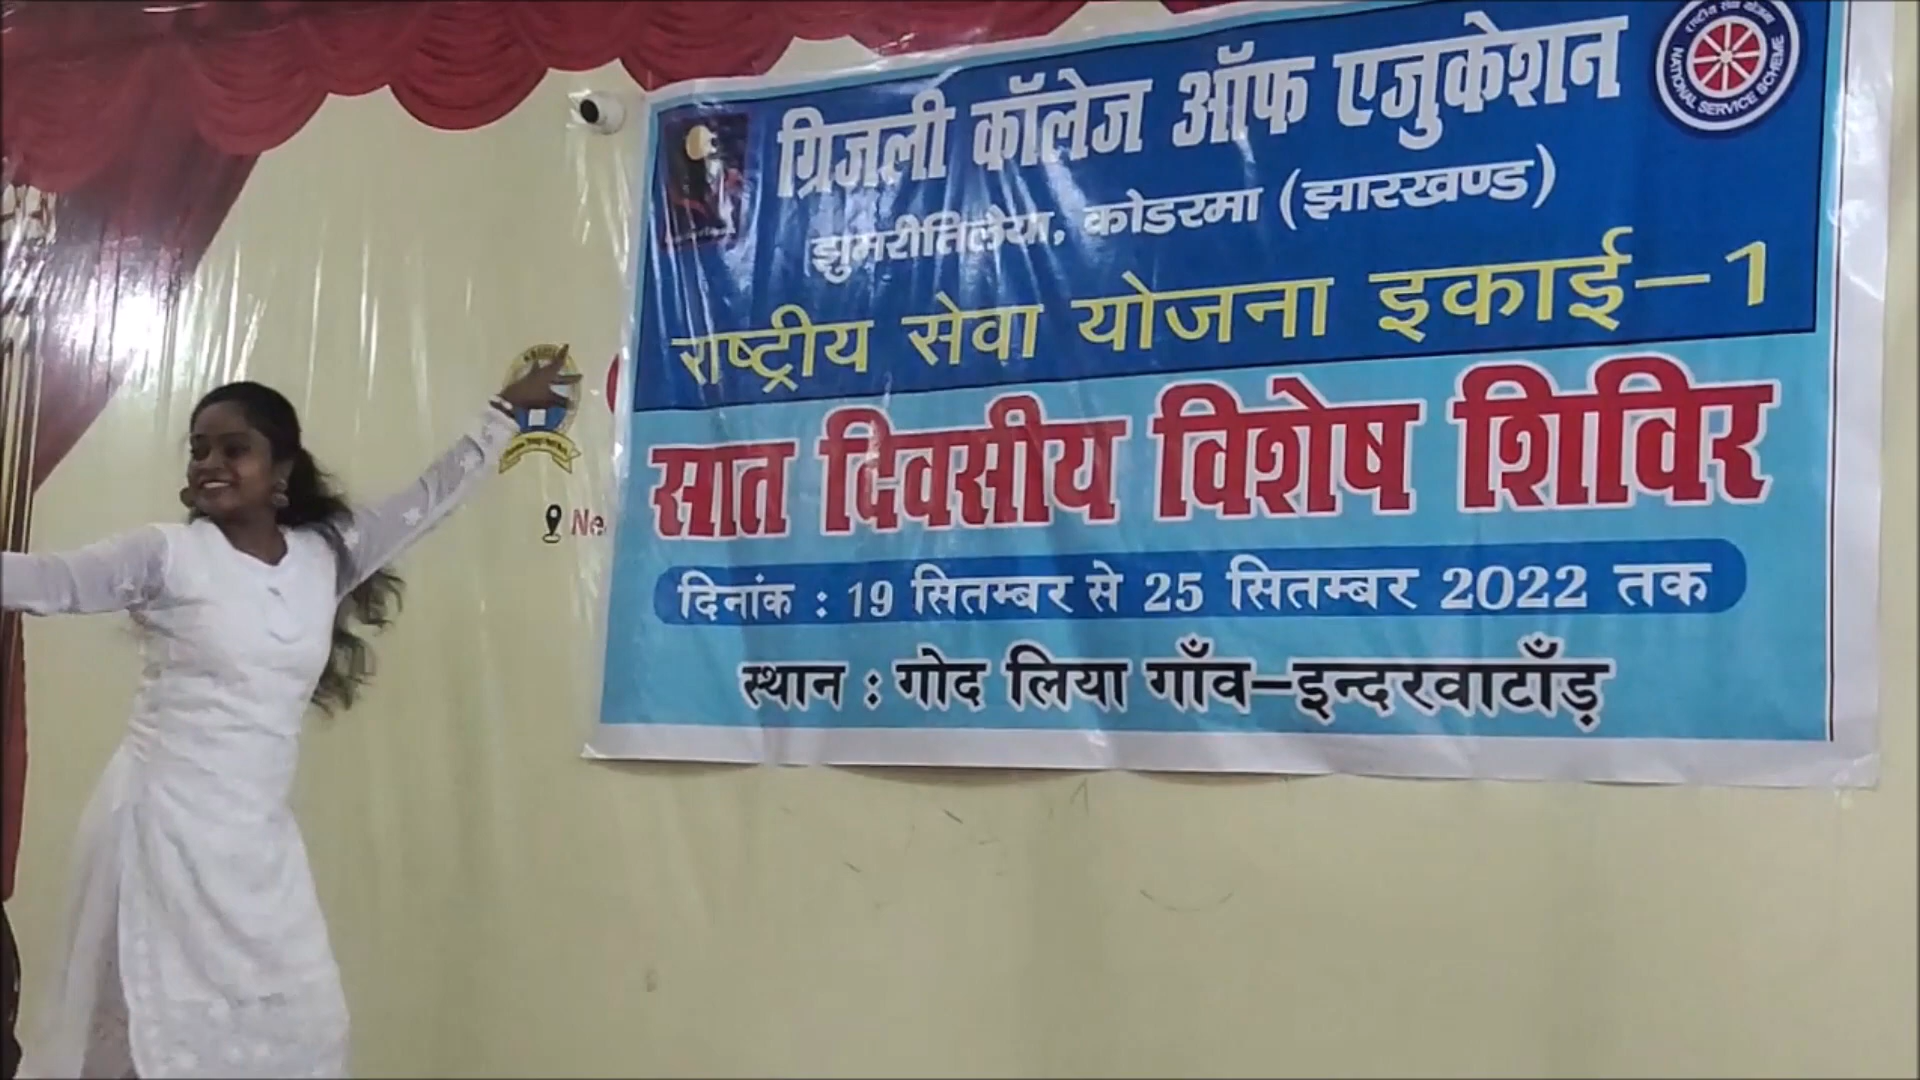 ग्रिजली कॉलेज ऑफ एजुकेशन
झुमरीतिलैया, कोडरमा (झारखण्ड)
राष्ट्रीय सेवा योजना इकाई–1
सात दिवसीय विशेष शिविर
दिनांक : 19 सितम्बर से 25 सितम्बर 2022 तक
स्थान : गोद लिया गाँव–इन्दरवाटाँड़
राष्ट्रीय सेवा योजना
NATIONAL SERVICE SCHEME